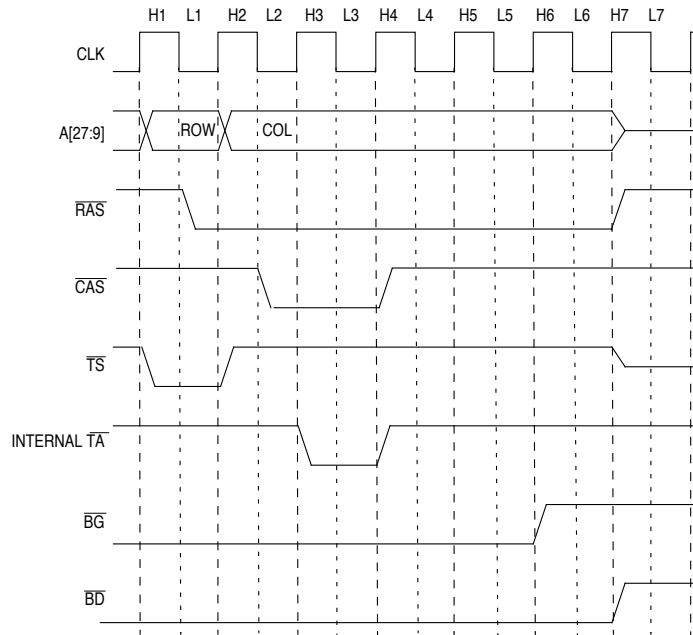 H1 L1 H2 L2 H3 L3 H4 L4 H5 L5 H6 L6 H7 L7
CLK
A[27:9] ROW COL
RAS
CAS
TS
INTERNAL TA
BG
BD